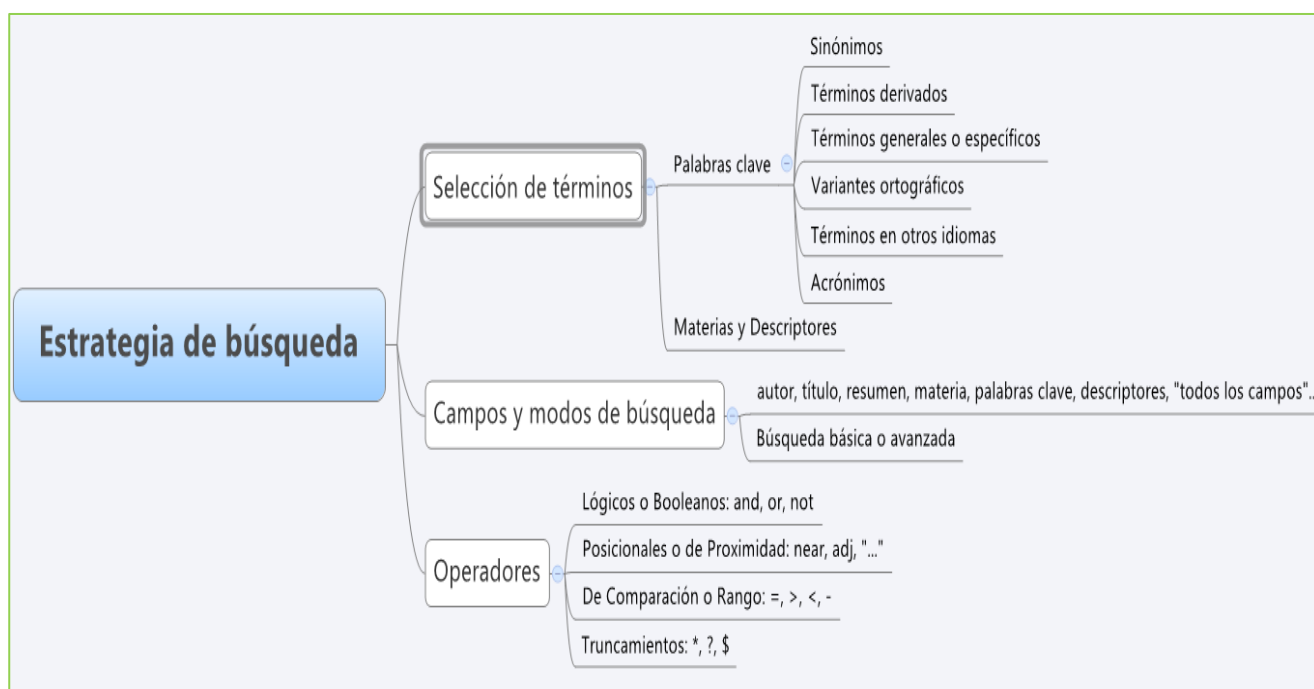 Estrategia de búsqueda
Selección de términos
Palabras clave
Sinónimos
Términos derivados
Términos generales o específicos
Variantes ortográficos
Términos en otros idiomas
Acrónimos
Materias y Descriptores
Campos y modos de búsqueda
autor, título, resumen, materia, palabras clave, descriptores, "todos los campos"..
Búsqueda básica o avanzada
Operadores
Lógicos o Booleanos: and, or, not
Posicionales o de Proximidad: near, adj, "..."
De Comparación o Rango: =, >, <, -
Truncamientos: *, ?, $